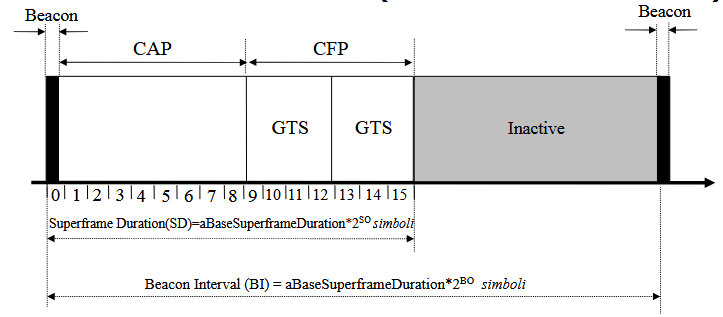 Beacon
Beacon
CAP
CFP
GTS
GTS
Inactive
0 1 2 3 4 5 6 7 8 9 10 11 12 13 14 15
Superframe Duration(SD)=aBaseSuperframeDuration*2^SO simboli
Beacon Interval (BI) = aBaseSuperframeDuration*2^BO simboli